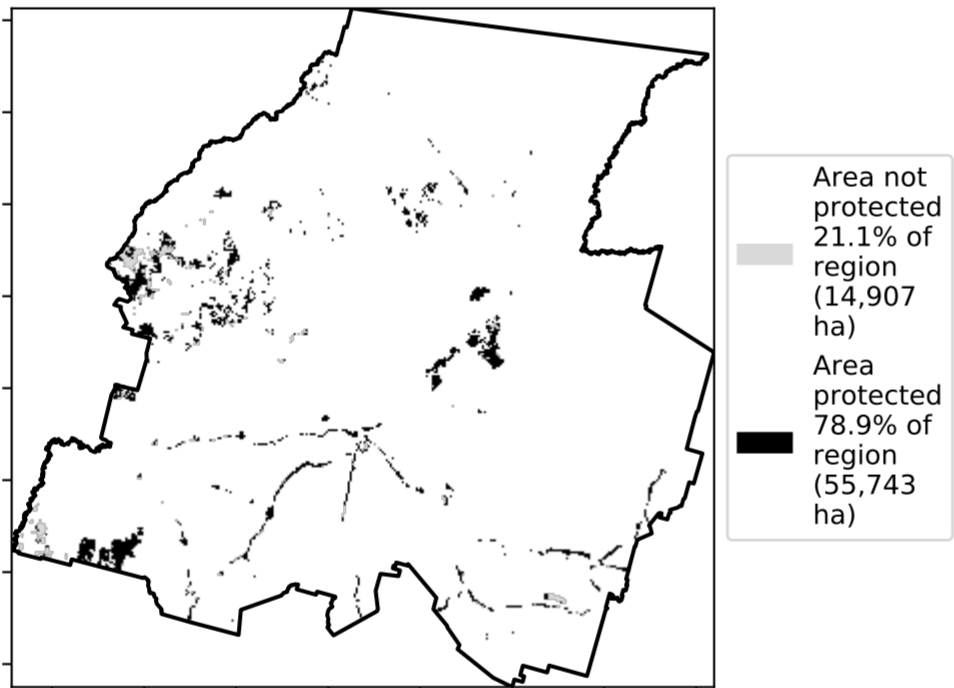 Area not
protected
21.1% of
region
(14,907
ha)
Area
protected
78.9% of
region
(55,743
ha)